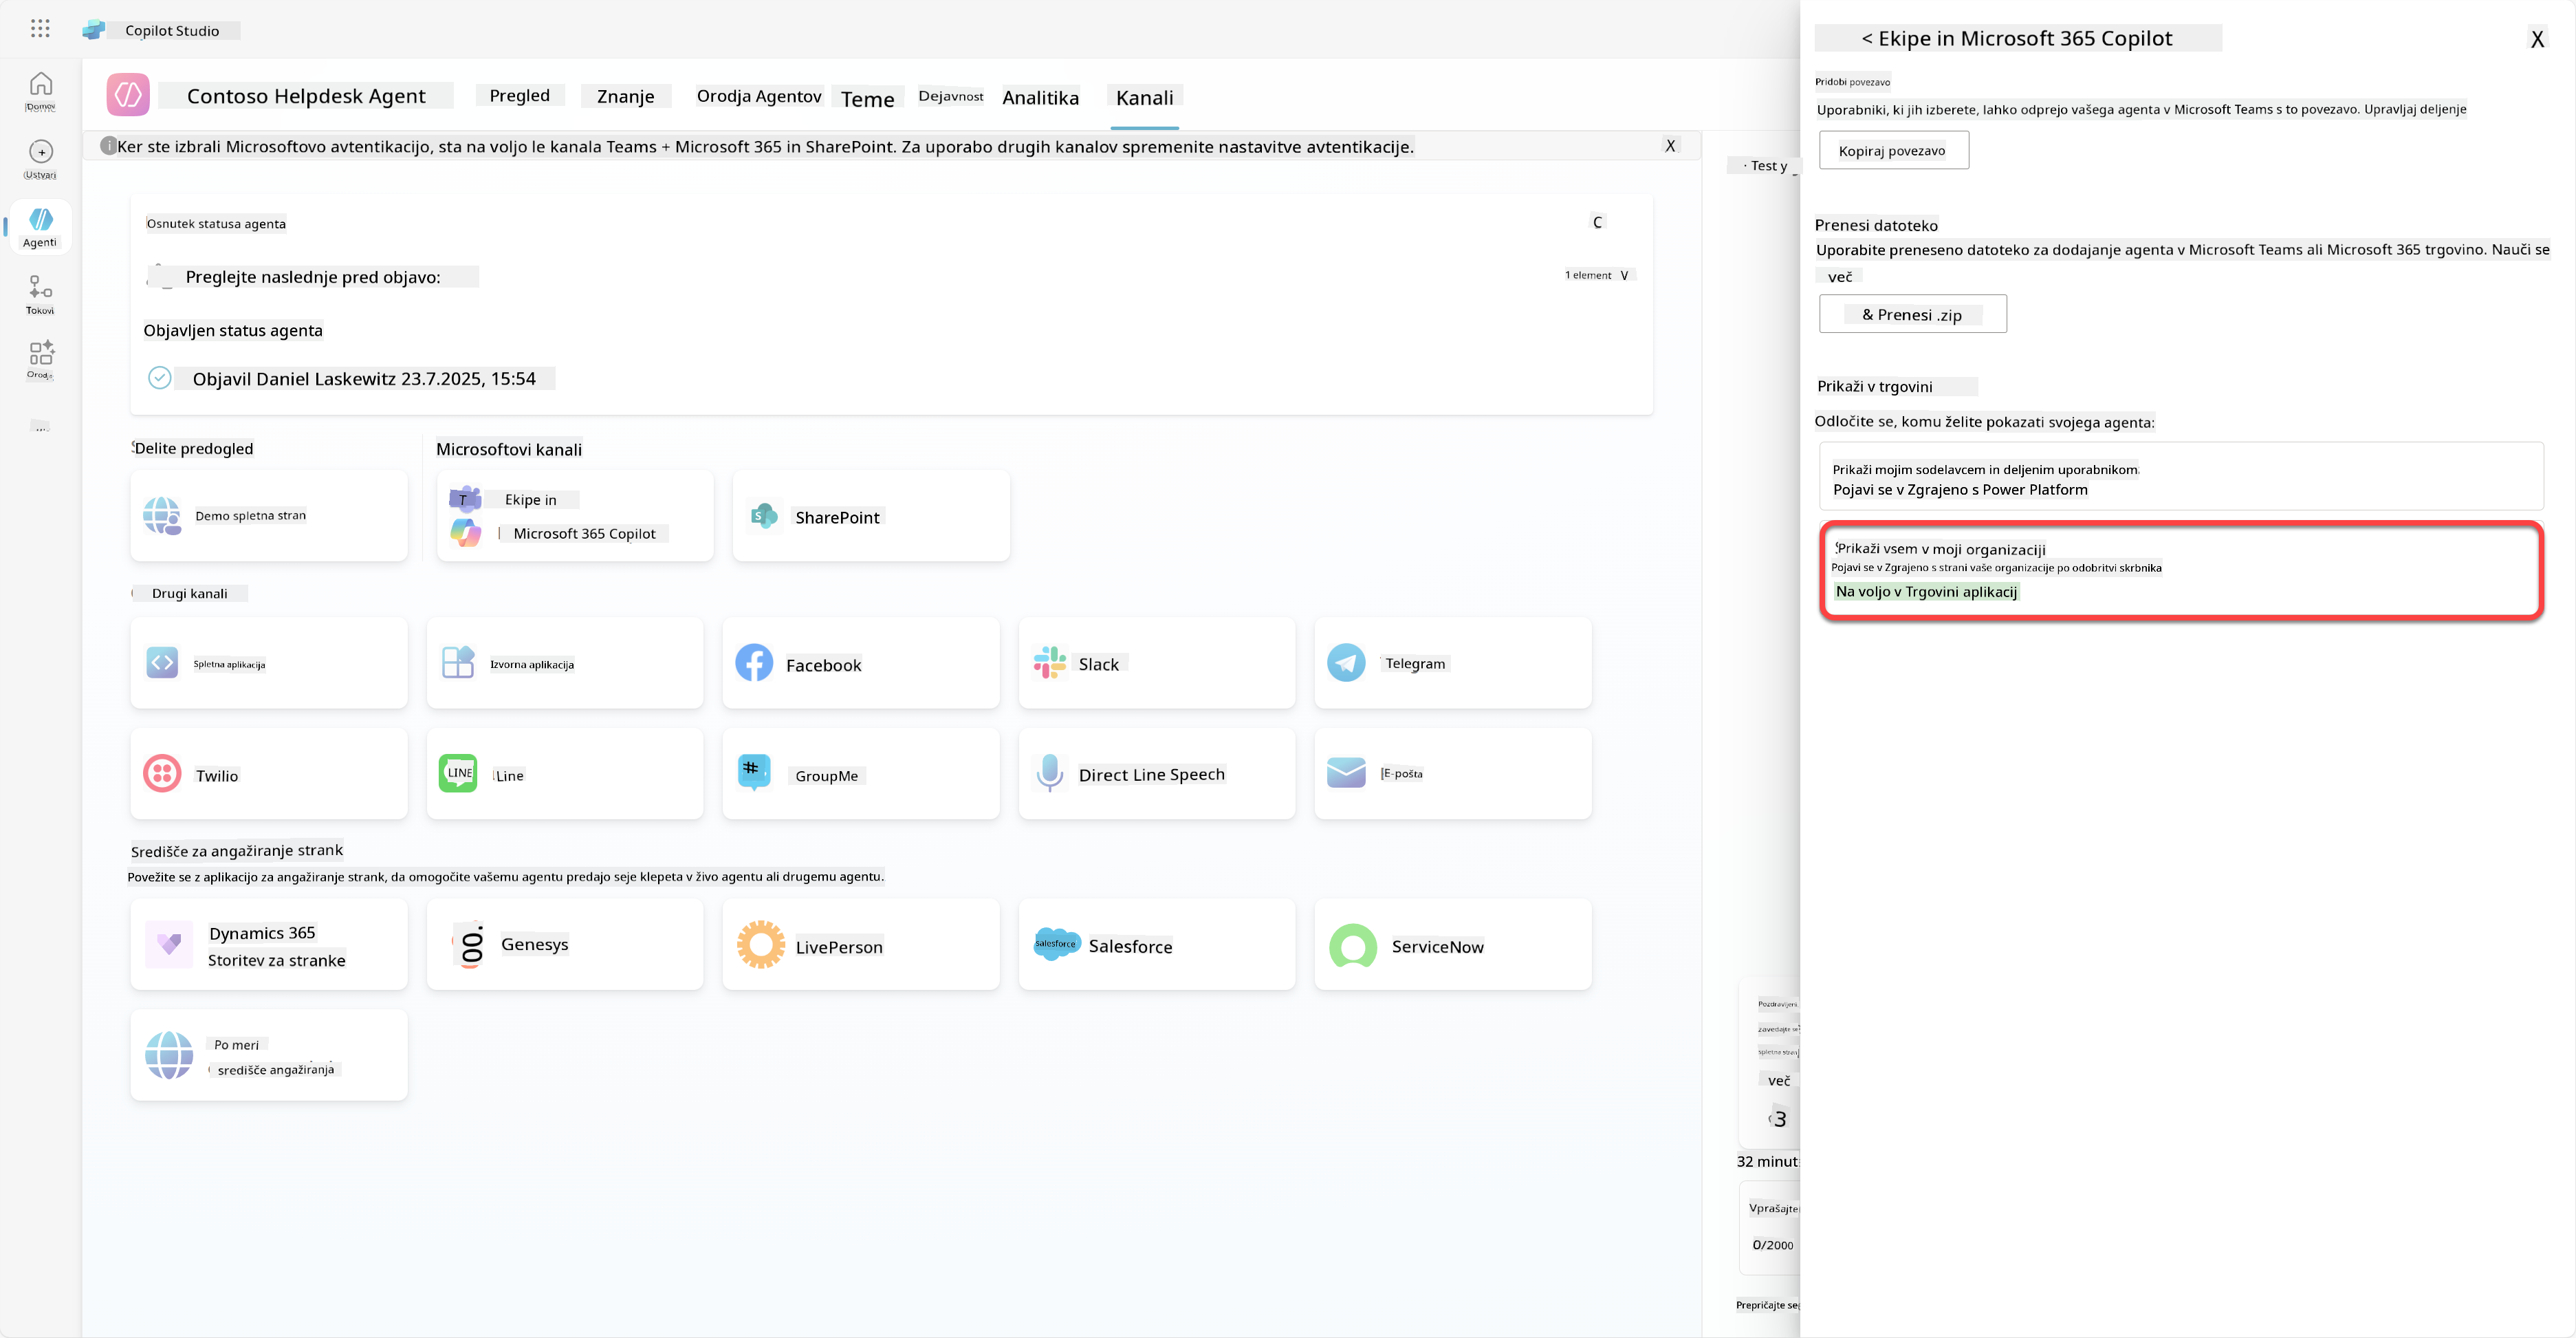 Copilot Studio
Domov
Ustvari
Agenti
Tokovi
Contoso Helpdesk Agent
Pregled
Znanje
Orodja Agentov
Teme
Dejavnost
Analitika
Kanali
Ker ste izbrali Microsoftovo avtentikacijo, sta na voljo le kanala Teams + Microsoft 365 in SharePoint. Za uporabo drugih kanalov spremenite nastavitve avtentikacije.
X
Osnutek statusa agenta
C
Preglejte naslednje pred objavo:
1 element V
Objavljen status agenta
Objavil Daniel Laskewitz 23.7.2025, 15:54
Delite predogled
Demo spletna stran
Microsoftovi kanali
T
Ekipe in
Microsoft 365 Copilot
S
SharePoint
Drugi kanali
Spletna aplikacija
Izvorna aplikacija
Facebook
Slack
Telegram
Twilio
LINE
Line
#
GroupMe
Direct Line Speech
E-pošta
Središče za angažiranje strank
Povežite se z aplikacijo za angažiranje strank, da omogočite vašemu agentu predajo seje klepeta v živo agentu ali drugemu agentu.
Dynamics 365
Storitev za stranke
Genesys
LivePerson
salesforce
Salesforce
ServiceNow
Po meri
središče angažiranja
· Test y
Pozdravljeni
spletna stran
več
3
32 minut
Vprašajte
0/2000
Prepričajte se
< Ekipe in Microsoft 365 Copilot
X
Pridobi povezavo
Uporabniki, ki jih izberete, lahko odprejo vašega agenta v Microsoft Teams s to povezavo. Upravljaj deljenje
Kopiraj povezavo
Prenesi datoteko
Uporabite preneseno datoteko za dodajanje agenta v Microsoft Teams ali Microsoft 365 trgovino. Nauči se
več
& Prenesi .zip
Prikaži v trgovini
Odločite se, komu želite pokazati svojega agenta:
Prikaži mojim sodelavcem in deljenim uporabnikom
Pojavi se v Zgrajeno s Power Platform
Prikaži vsem v moji organizaciji
Pojavi se v Zgrajeno s strani vaše organizacije po odobritvi skrbnika
Na voljo v Trgovini aplikacij